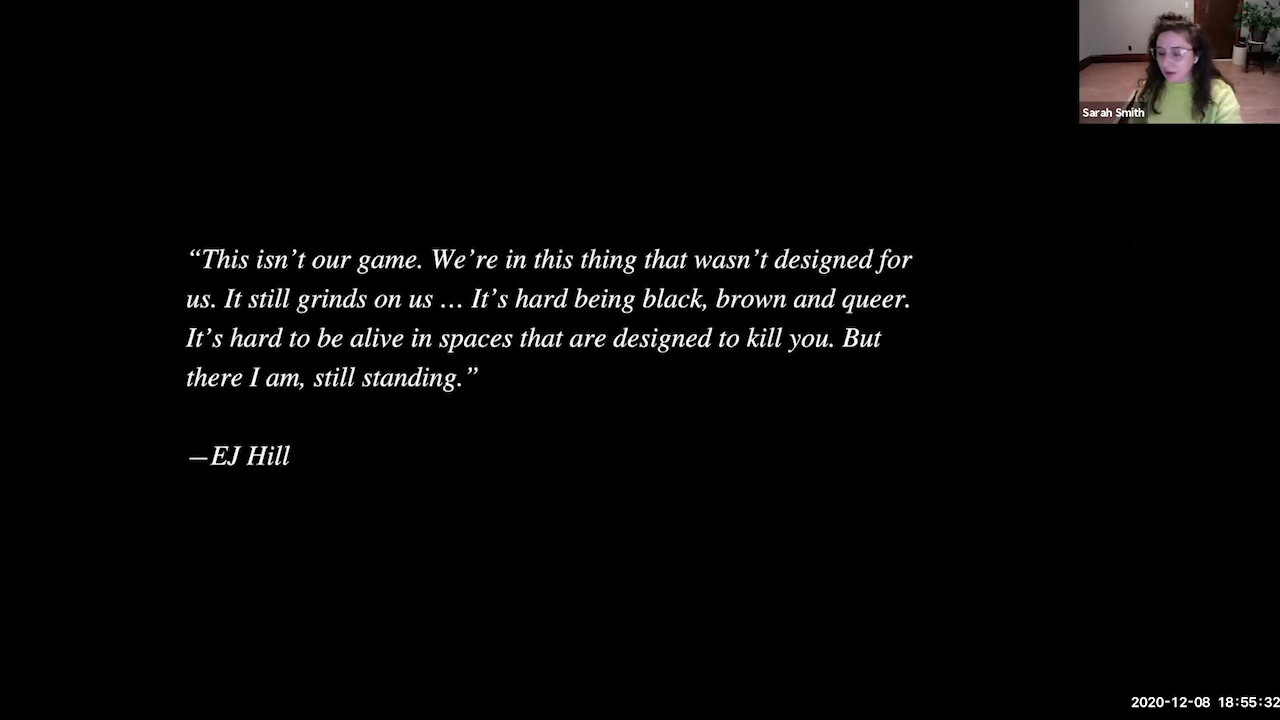 Sarah Smith
“This isn’t our game. We’re in this thing that wasn’t designed for
us. It still grinds on us … It’s hard being black, brown and queer.
It’s hard to be alive in spaces that are designed to kill you. But
there I am, still standing.”
—EJ Hill
2020-12-08 18:55:32